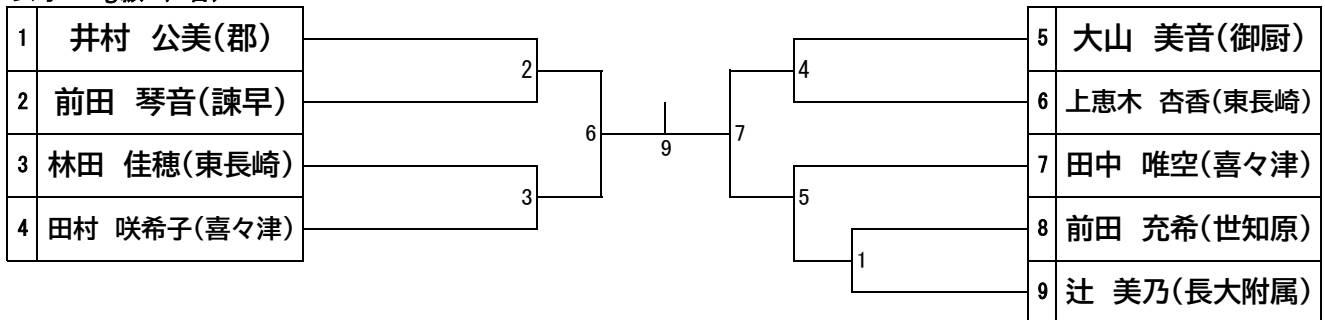 1 井村 公美(郡)
2 前田 琴音(諫早)
3 林田 佳穂(東長崎)
4 田村 咲希子(喜々津)
2
3
6
9
7
4
5
1
5 大山 美音(御厨)
6 上恵木 杏香(東長崎)
7 田中 唯空(喜々津)
8 前田 充希(世知原)
9 辻 美乃(長大附属)